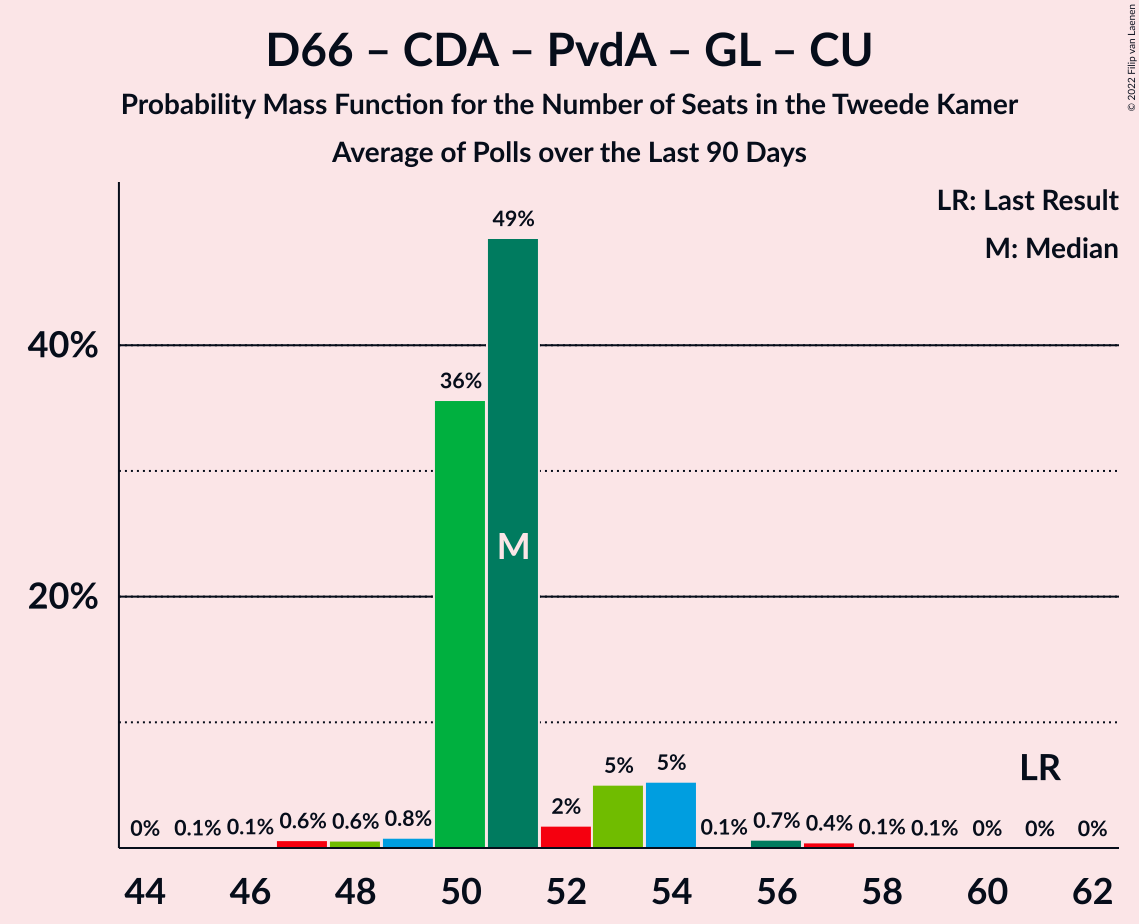 D66 – CDA – PvdA – GL – CU
Probability Mass Function for the Number of Seats in the Tweede Kamer
Average of Polls over the Last 90 Days
© 2022 Filip van Laenen
LR: Last Result
M: Median
49%
40%
36%
M
20%
LR
0%
0.1%
0.1%
0.6%
0.6%
0.8%
2%
5%
5%
0.1%
0.7%
0.4%
0.1%
0.1%
0%
0%
0%
44 46 48 50 52 54 56 58 60 62